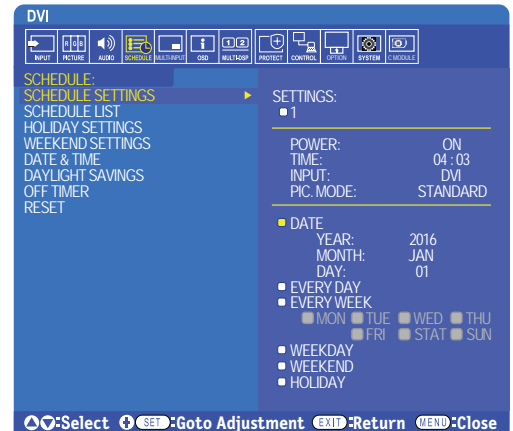 DVI
INPUT
R G B
PICTURE
AUDIO
SCHEDULE
MULTI-INPUT
i
OSD
1 2
MULTI-DSP
PROTECT
CONTROL
OPTION
SYSTEM
C MODULE
SCHEDULE:
SCHEDULE SETTINGS
SCHEDULE LIST
HOLIDAY SETTINGS
WEEKEND SETTINGS
DATE & TIME
DAYLIGHT SAVINGS
OFF TIMER
RESET
SETTINGS:
1
POWER: ON
TIME: 04 : 03
INPUT: DVI
PIC. MODE: STANDARD
DATE
YEAR: 2016
MONTH: JAN
DAY: 01
EVERY DAY
EVERY WEEK
MON TUE WED THU
FRI STAT SUN
WEEKDAY
WEEKEND
HOLIDAY
:Select SET:Goto Adjustment EXIT:Return MENU:Close